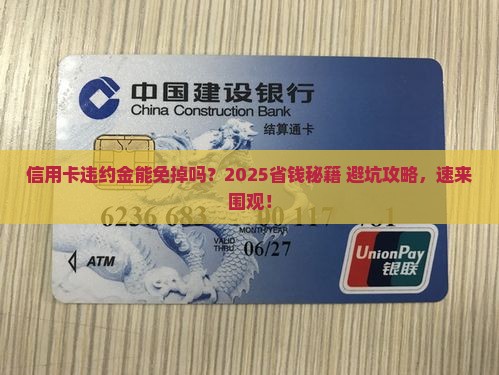 中国建设银行
China Construction Bank
结算通卡
信用卡违约金能免掉吗？2025省钱秘籍 避坑攻略，速来
围观！
MONTH/YEAR
VALID
THRU
06/27
ATM
UnionPay
银联